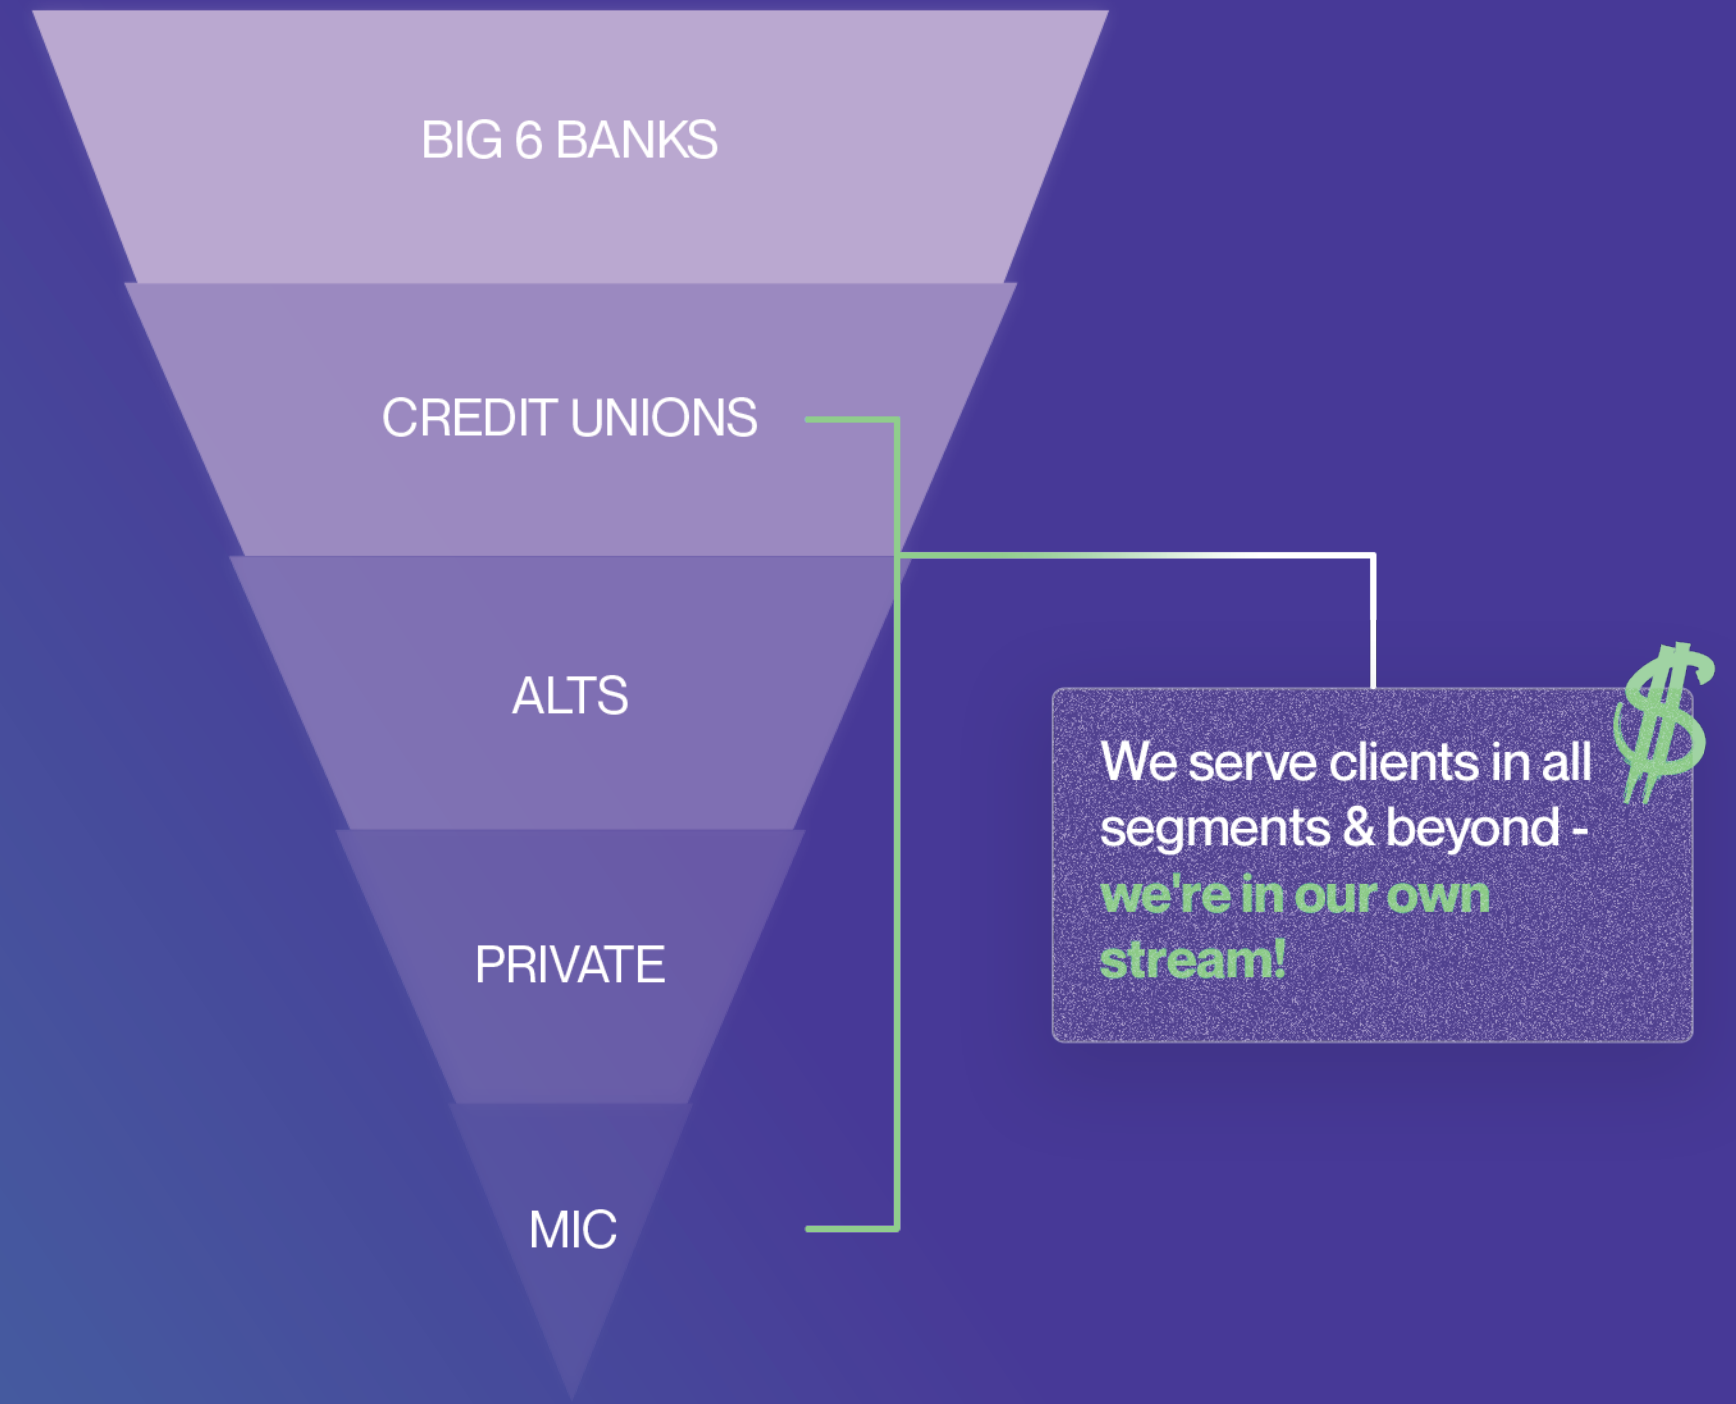 BIG 6 BANKS
CREDIT UNIONS
ALTS
PRIVATE
MIC
$
We serve clients in all
segments & beyond -
we're in our own
stream!